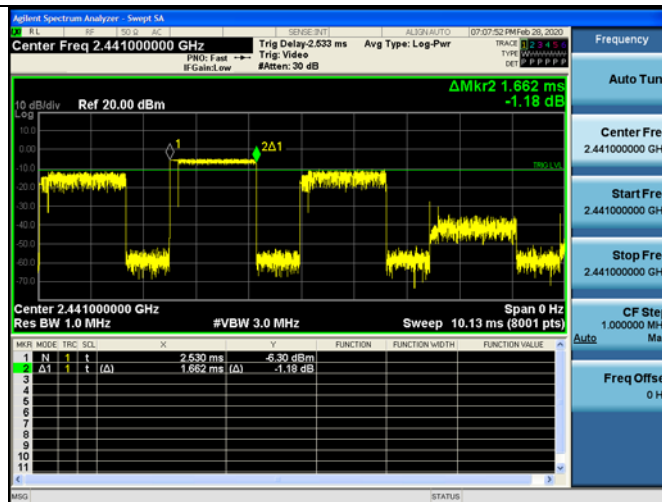 Agilent Spectrum Analyzer - Swept SA
RL RF 50 Ω AC SENSE:INT ALIGN AUTO 07:07:52 PM Feb 28, 2020
Center Freq 2.441000000 GHz
PNO: Fast
IFGain:Low
Trig Delay-2.533 ms
Trig: Video
#Atten: 30 dB
Avg Type: Log-Pwr
TRACE 1 2 3 4 5 6
TYPE
DET P P P P P P
ΔMkr2 1.662 ms
-1.18 dB
10 dB/div Ref 20.00 dBm
Log
10.0
0.00
-10.0
-20.0
-30.0
-40.0
-50.0
-60.0
-70.0
1
2Δ1
TRIG LVL
Center 2.441000000 GHz Span 0 Hz
Res BW 1.0 MHz #VBW 3.0 MHz Sweep 10.13 ms (8001 pts)
MKR MODE TRC SCL X Y FUNCTION FUNCTION WIDTH FUNCTION VALUE
1 N 1 t 2.530 ms -6.30 dBm
2 Δ1 1 t (Δ) 1.662 ms (Δ) -1.18 dB
3
4
5
6
7
8
9
10
11
MSG STATUS
Frequency
Auto Tun
Center Fre
2.441000000 GH
Start Fre
2.441000000 GH
Stop Fre
2.441000000 GH
CF Ste
1.000000 MH
Auto Ma
Freq Offse
0 H